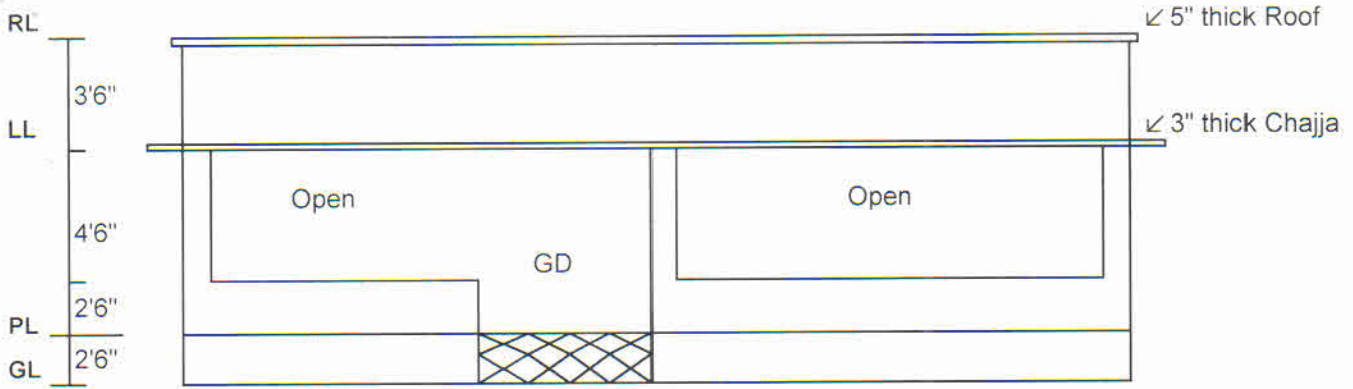 RL
↙ 5" thick Roof
3'6"
LL
↙ 3" thick Chajja
Open
Open
4'6"
GD
2'6"
PL
2'6"
GL